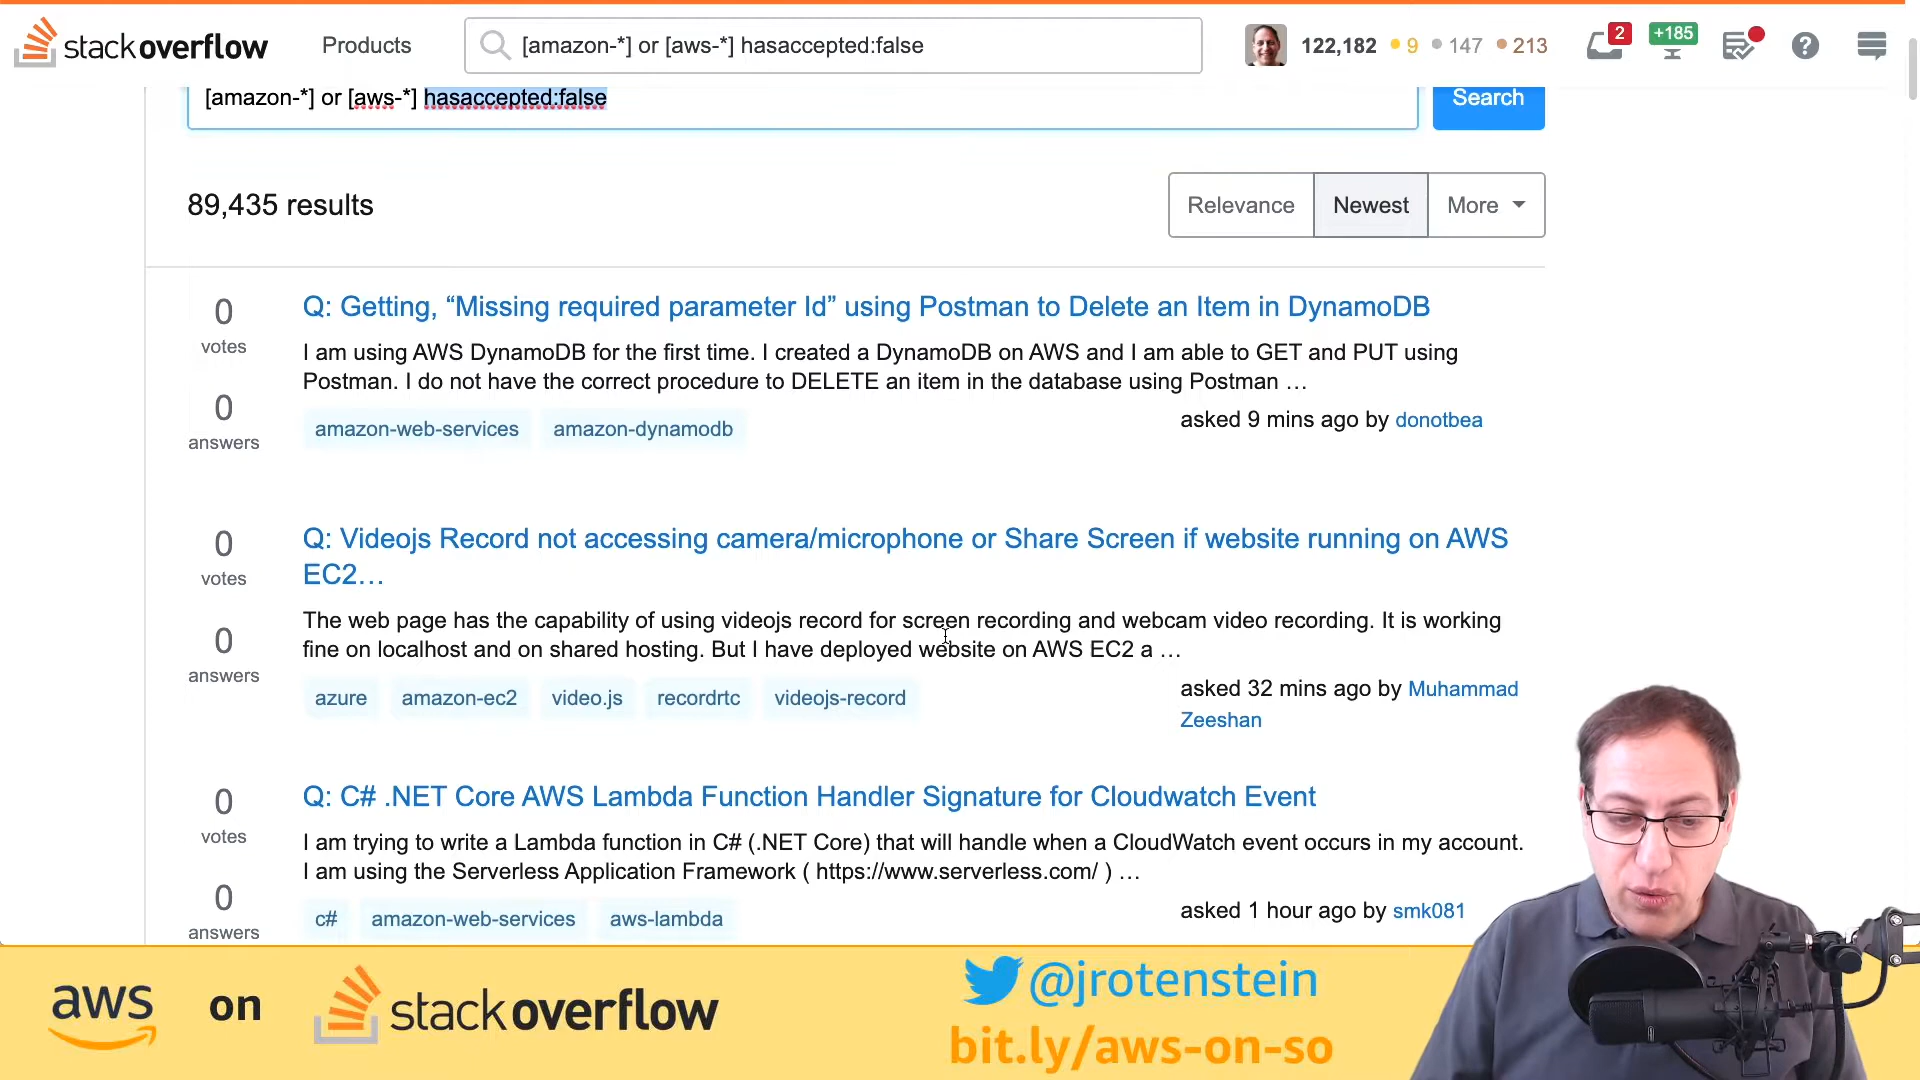 stackoverflow Products [amazon-*] or [aws-*] hasaccepted:false 122,182 9 147 213 2 +185 ?
[amazon-*] or [aws-*] hasaccepted:false Search
89,435 results Relevance Newest More
0 votes
0 answers
Q: Getting, “Missing required parameter Id” using Postman to Delete an Item in DynamoDB
I am using AWS DynamoDB for the first time. I created a DynamoDB on AWS and I am able to GET and PUT using
Postman. I do not have the correct procedure to DELETE an item in the database using Postman …
amazon-web-services amazon-dynamodb
asked 9 mins ago by donotbea
0 votes
0 answers
Q: Videojs Record not accessing camera/microphone or Share Screen if website running on AWS
EC2…
The web page has the capability of using videojs record for screen recording and webcam video recording. It is working
fine on localhost and on shared hosting. But I have deployed website on AWS EC2 a …
azure amazon-ec2 video.js recordrtc videojs-record
asked 32 mins ago by Muhammad
Zeeshan
0 votes
0 answers
Q: C# .NET Core AWS Lambda Function Handler Signature for Cloudwatch Event
I am trying to write a Lambda function in C# (.NET Core) that will handle when a CloudWatch event occurs in my account.
I am using the Serverless Application Framework ( https://www.serverless.com/ ) …
c# amazon-web-services aws-lambda
asked 1 hour ago by smk081
aws on stackoverflow
@jrotenstein
bit.ly/aws-on-so